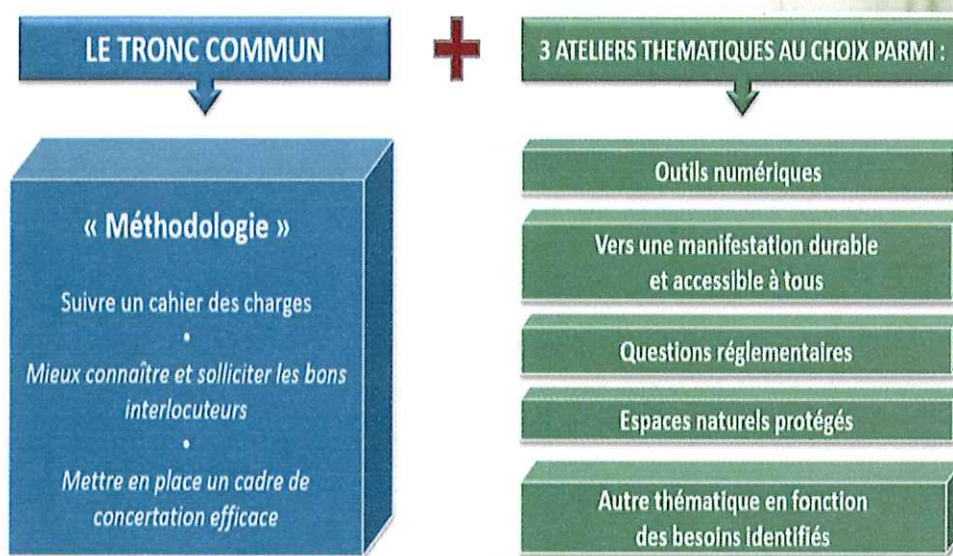 LE TRONC COMMUN
« Méthodologie »
Suivre un cahier des charges
•
Mieux connaître et solliciter les bons
interlocuteurs
•
Mettre en place un cadre de
concertation efficace
3 ATELIERS THEMATIQUES AU CHOIX PARMI :
Outils numériques
Vers une manifestation durable
et accessible à tous
Questions réglementaires
Espaces naturels protégés
Autre thématique en fonction
des besoins identifiés